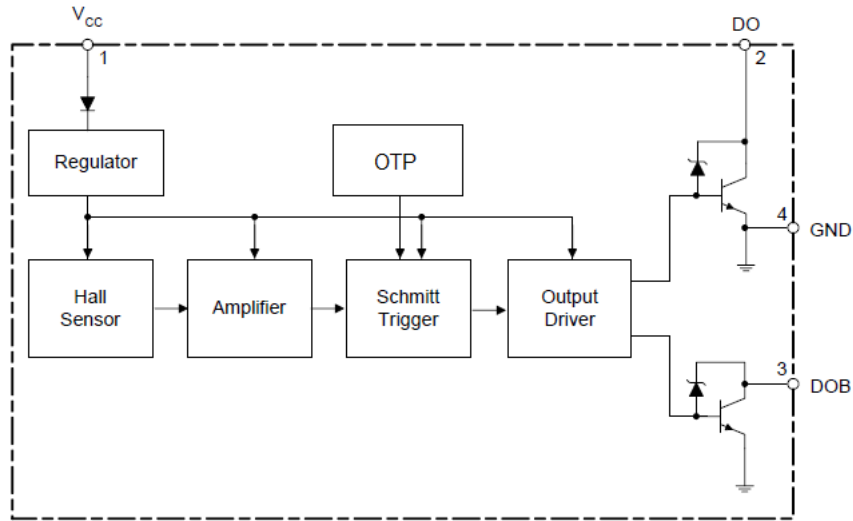 VCC
1
DO
2
Regulator
OTP
4
GND
Hall
Sensor
Amplifier
Schmitt
Trigger
Output
Driver
3
DOB